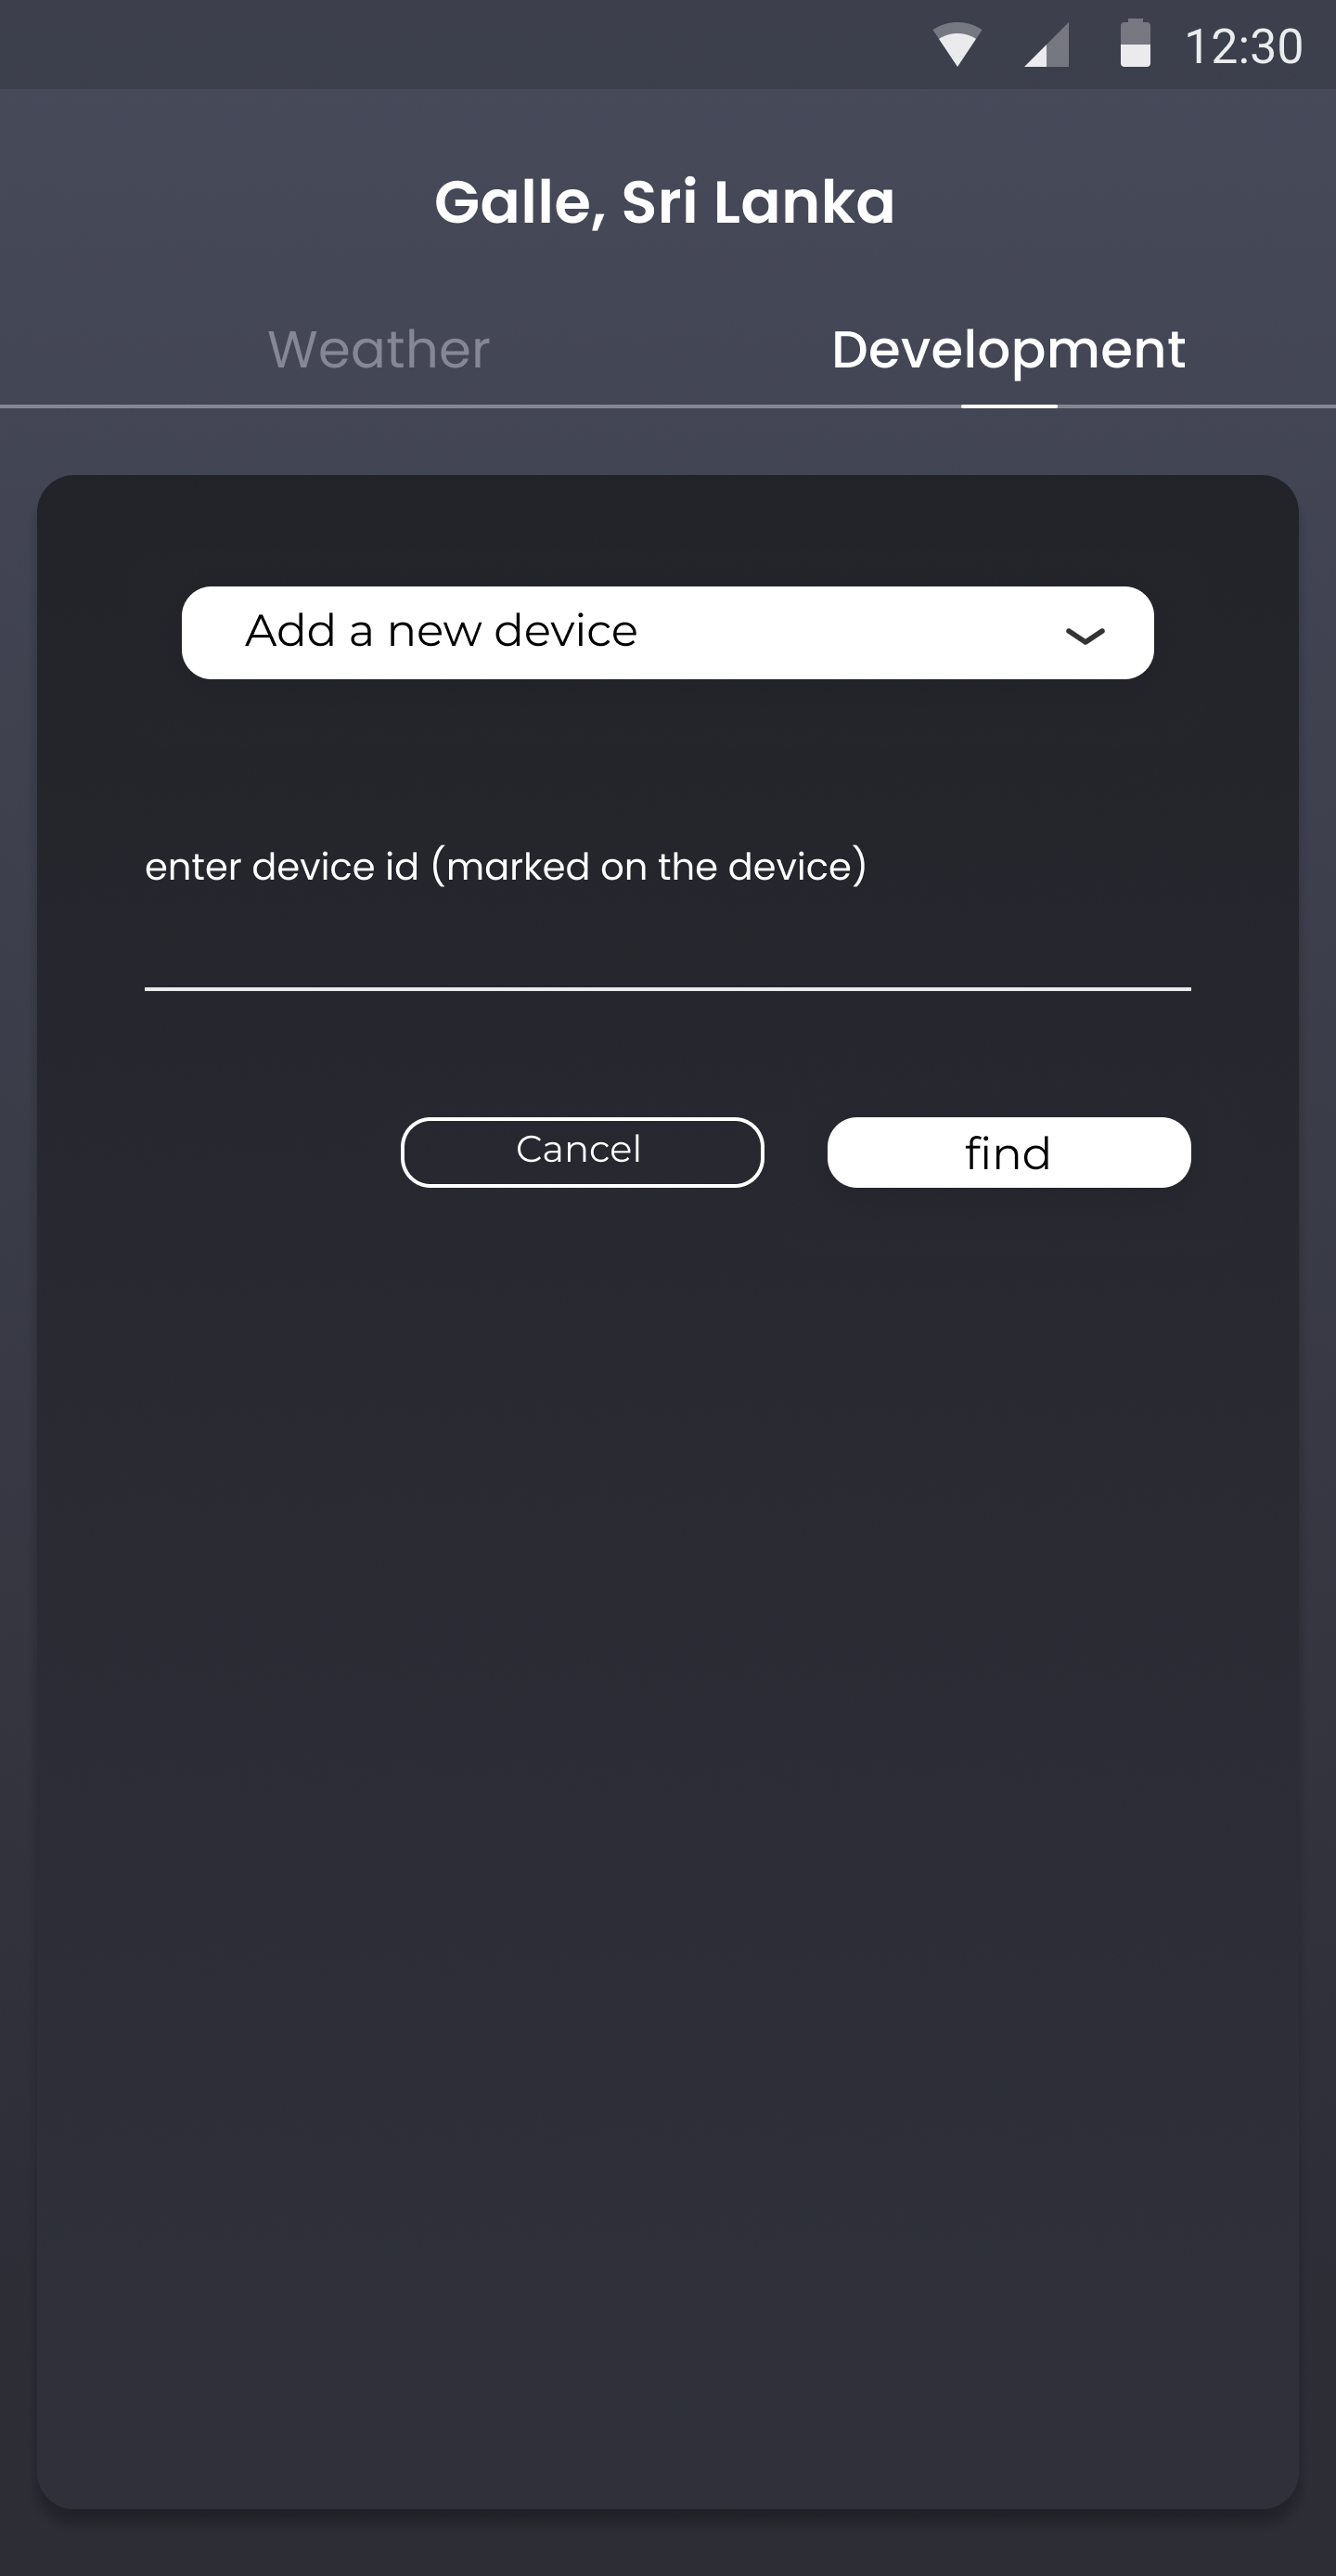 12:30
Galle, Sri Lanka
Weather Development
Add a new device
enter device id (marked on the device)
Cancel find